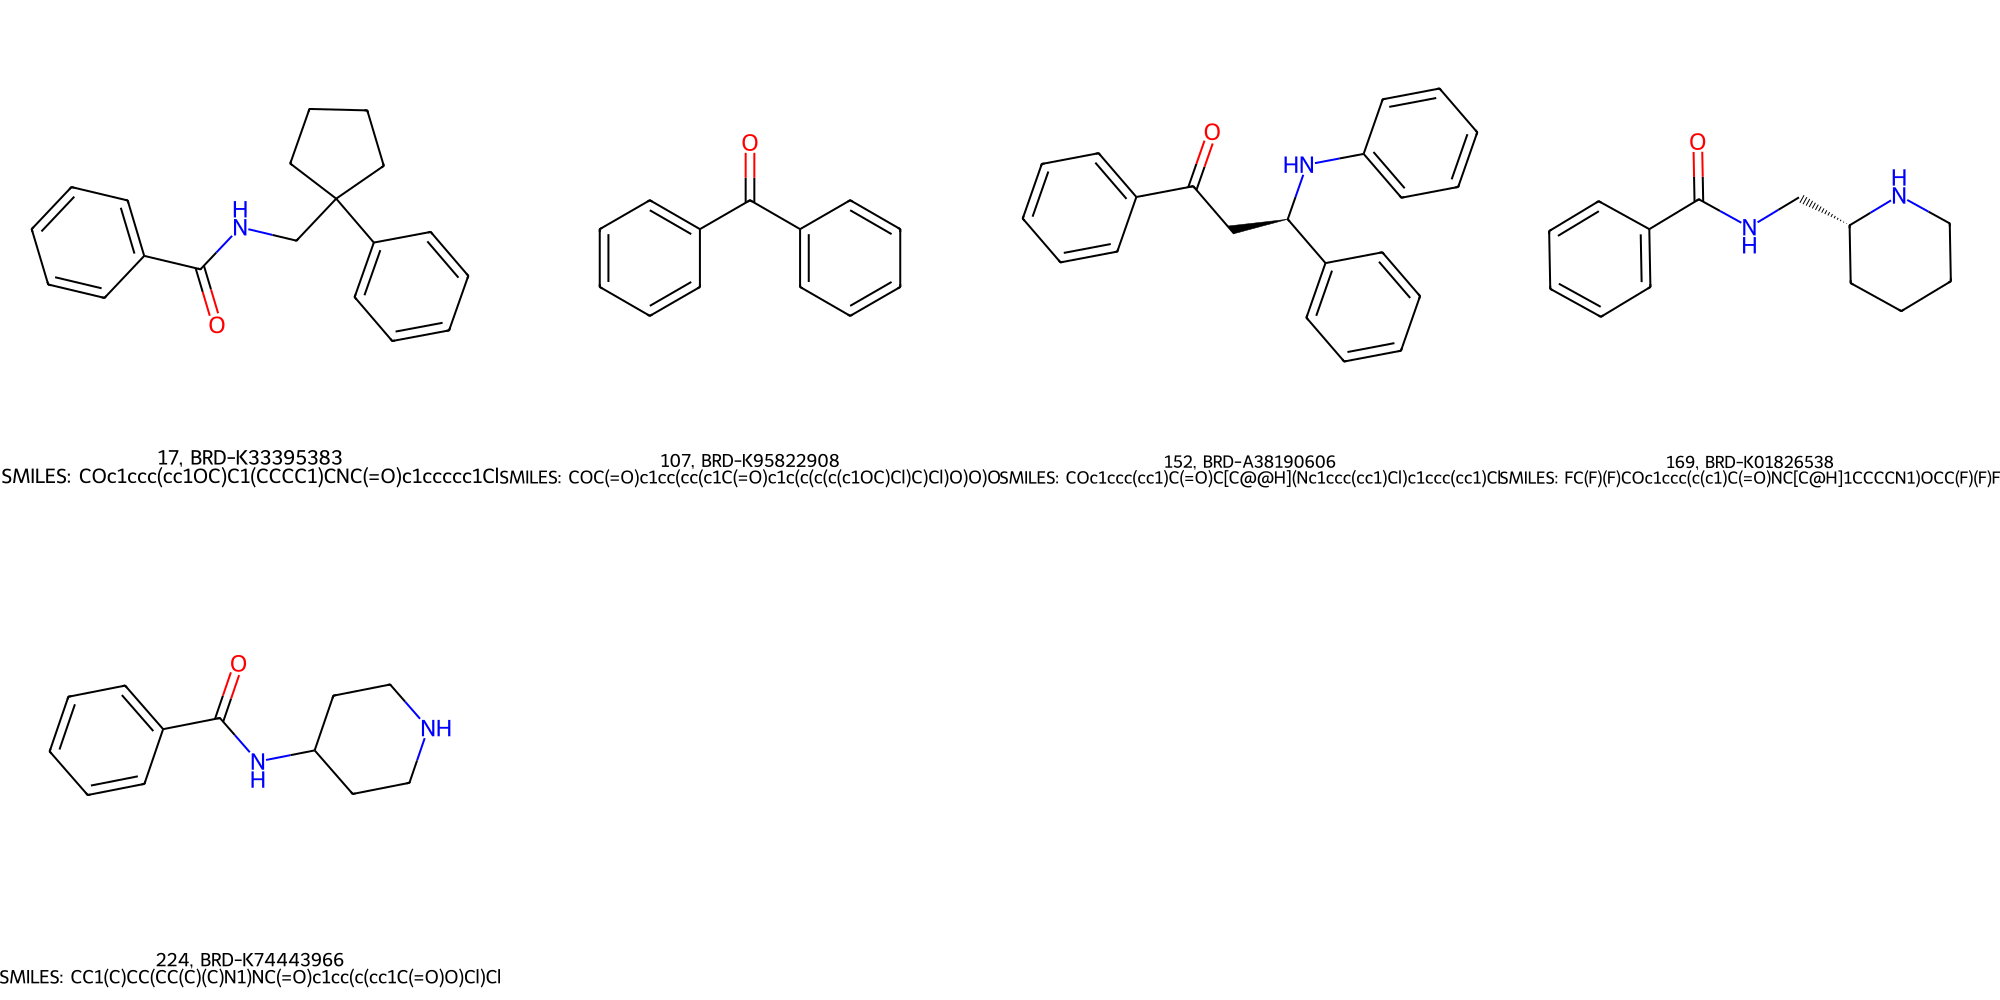 O
HN
O
H
N
O
N
H
H
N
O
17, BRD-K33395383
SMILES: COc1ccc(cc1OC)C1(CCCC1)CNC(=O)c1ccccc1Cl
107, BRD-K95822908
SMILES: COC(=O)c1cc(cc(c1C(=O)c1c(c(c(c(c1OC)Cl)C)Cl)O)O)O
152, BRD-A38190606
SMILES: COc1ccc(cc1)C(=O)C[C@@H](Nc1ccc(cc1)Cl)c1ccc(cc1)Cl
169, BRD-K01826538
SMILES: FC(F)(F)COc1ccc(c(c1)C(=O)NC[C@H]1CCCCN1)OCC(F)(F)F
O
NH
N
H
224, BRD-K74443966
SMILES: CC1(C)CC(CC(C)(C)N1)NC(=O)c1cc(c(cc1C(=O)O)Cl)Cl